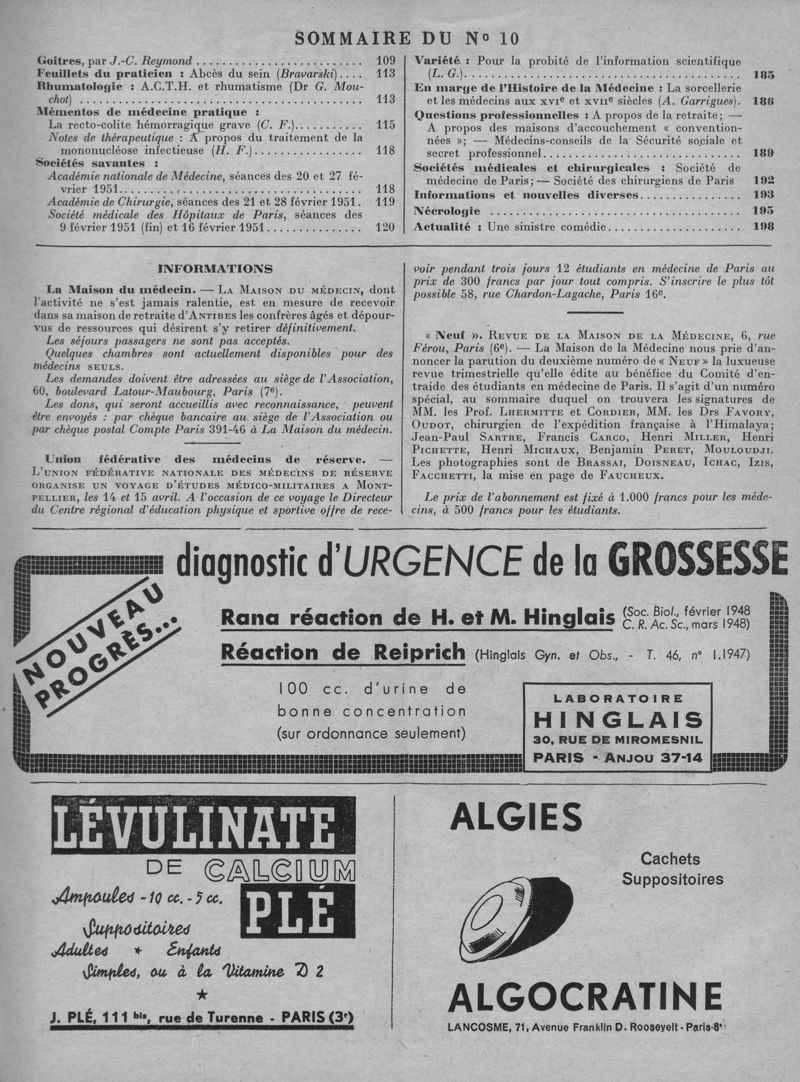 SOMMAIRE DU Nº 10
Goitres, par J.-C. Reymond ........................ 109
Feuillets du praticien : Abcès du sein (Bravarski).... 113
Rhumatologie : A.C.T.H. et rhumatisme (Dr G. Mou-
chot) ........................................ 113
Mémentos de médecine pratique :
La recto-colite hémorragique grave (C. F.).......... 115
Notes de thérapeutique : A propos du traitement de la
mononucléose infectieuse (H. F.)................ 118
Sociétés savantes :
Académie nationale de Médecine, séances des 20 et 27 fé-
vrier 1951................................... 118
Académie de Chirurgie, séances des 21 et 28 février 1951. 119
Société médicale des Hôpitaux de Paris, séances des
9 février 1951 (fin) et 16 février 1951.............. 120
Variété : Pour la probité de l'information scientifique
(L. G.)........................................ 185
En marge de l'Histoire de la Médecine : La sorcellerie
et les médecins aux XVIe et XVIIe siècles (A. Garrigues). 186
Questions professionnelles : A propos de la retraite; —
A propos des maisons d'accouchement « convention-
nées »; — Médecins-conseils de la Sécurité sociale et
secret professionnel............................. 189
Sociétés médicales et chirurgicales : Société de
médecine de Paris; — Société des chirurgiens de Paris 192
Informations et nouvelles diverses............... 193
Nécrologie .................................... 195
Actualité : Une sinistre comédie.................... 198
INFORMATIONS
La Maison du médecin. — LA MAISON DU MÉDECIN, dont
l'activité ne s'est jamais ralentie, est en mesure de recevoir
dans sa maison de retraite d'ANTIBES les confrères âgés et dépour-
vus de ressources qui désirent s'y retirer définitivement.
Les séjours passagers ne sont pas acceptés.
Quelques chambres sont actuellement disponibles pour des
médecins SEULS.
Les demandes doivent être adressées au siège de l'Association,
60, boulevard Latour-Maubourg, Paris (7e).
Les dons, qui seront accueillis avec reconnaissance, peuvent
être envoyés : par chèque bancaire au siège de l'Association ou
par chèque postal Compte Paris 391-46 à La Maison du médecin.
Union fédérative des médecins de réserve. —
L'UNION FÉDÉRATIVE NATIONALE DES MÉDECINS DE RÉSERVE
ORGANISE UN VOYAGE D'ÉTUDES MÉDICO-MILITAIRES A MONT-
PELLIER, les 14 et 15 avril. A l'occasion de ce voyage le Directeur
du Centre régional d'éducation physique et sportive offre de rece-
voir pendant trois jours 12 étudiants en médecine de Paris au
prix de 300 francs par jour tout compris. S'inscrire le plus tôt
possible 58, rue Chardon-Lagache, Paris 16e.
« Neuf ». REVUE DE LA MAISON DE LA MÉDECINE, 6, rue
Férou, Paris (6e). — La Maison de la Médecine nous prie d'an-
noncer la parution du deuxième numéro de « NEUF » la luxueuse
revue trimestrielle qu'elle édite au bénéfice du Comité d'en-
traide des étudiants en médecine de Paris. Il s'agit d'un numéro
spécial, au sommaire duquel on trouvera les signatures de
MM. les Prof. LHERMITTE et CORDIER, MM. les Drs FAVORY,
OUDOT, chirurgien de l'expédition française à l'Himalaya;
Jean-Paul SARTRE, Francis CARCO, Henri MILLER, Henri
PICHETTE, Henri MICHAUX, Benjamin PERET, MOULOUDJI.
Les photographies sont de BRASSAI, DOISNEAU, ICHAC, IZIS,
FACCHETTI, la mise en page de FAUCHEUX.
Le prix de l'abonnement est fixé à 1.000 francs pour les méde-
cins, à 500 francs pour les étudiants.
diagnostic d'URGENCE de la GROSSESSE
NOUVEAU
PROGRÈS...
Rana réaction de H. et M. Hinglais (Soc. Biol., février 1948
C. R. Ac. Sc., mars 1948)
Réaction de Reiprich (Hinglais Gyn. et Obs., - T. 46, nº 1.1947)
100 cc. d'urine de
bonne concentration
(sur ordonnance seulement)
LABORATOIRE
HINGLAIS
30, RUE DE MIROMESNIL
PARIS - ANJOU 37-14
LÉVULINATE
DE CALCIUM
PLÉ
Ampoules - 10 cc. - 5 cc.
Suppositoires
Adultes * Enfants
Simples, ou à la Vitamine D 2
★
J. PLÉ, 111 bis, rue de Turenne - PARIS (3e)
ALGIES
Cachets
Suppositoires
ALGOCRATINE
LANCOSME, 71, Avenue Franklin D. Roosevelt - Paris-8e